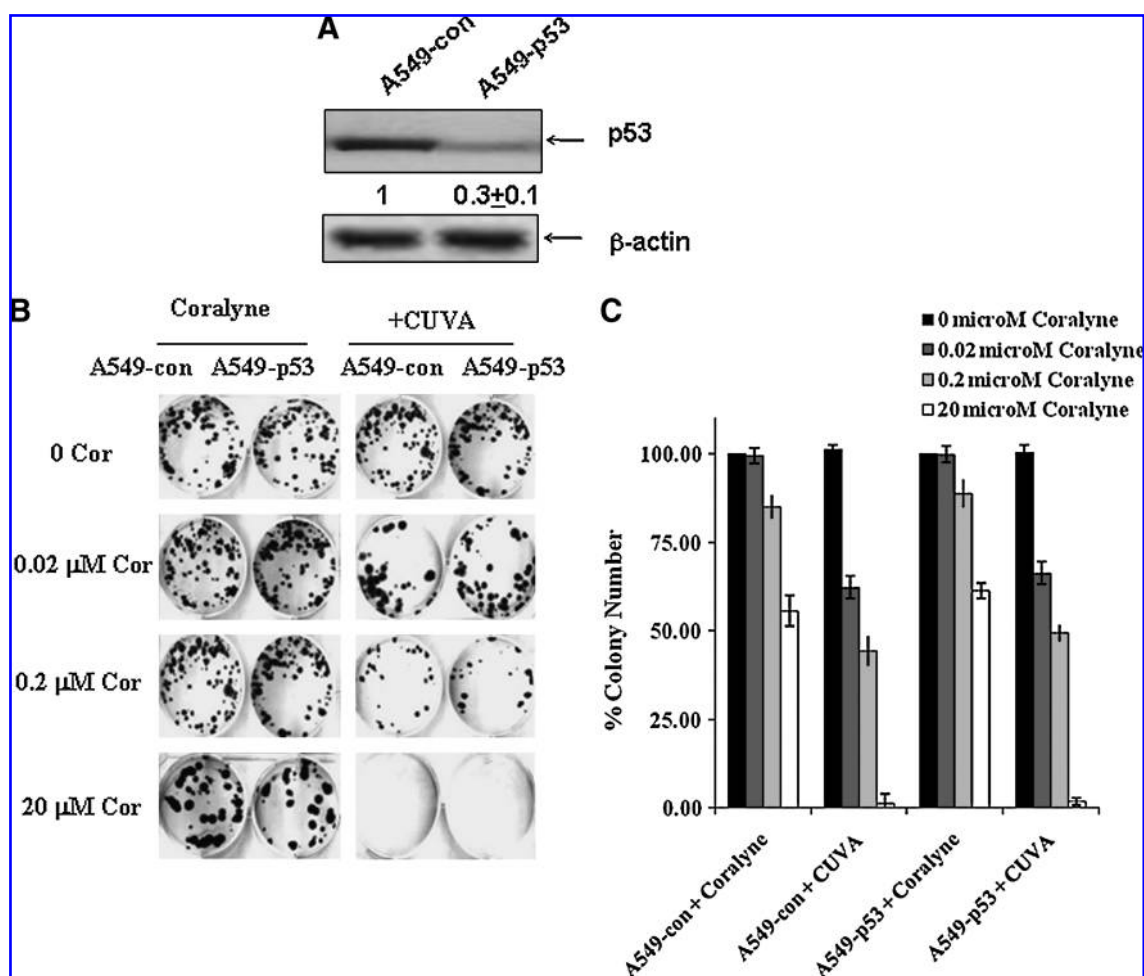 A
A549-con
A549-p53
p53
1 0.3±0.1
β-actin
B
Coralyne +CUVA
A549-con A549-p53 A549-con A549-p53
0 Cor
0.02 μM Cor
0.2 μM Cor
20 μM Cor
C
0 microM Coralyne
0.02 microM Coralyne
0.2 microM Coralyne
20 microM Coralyne
% Colony Number
100.00
75.00
50.00
25.00
0.00
A549-con + Coralyne
A549-con + CUVA
A549-p53 + Coralyne
A549-p53 + CUVA